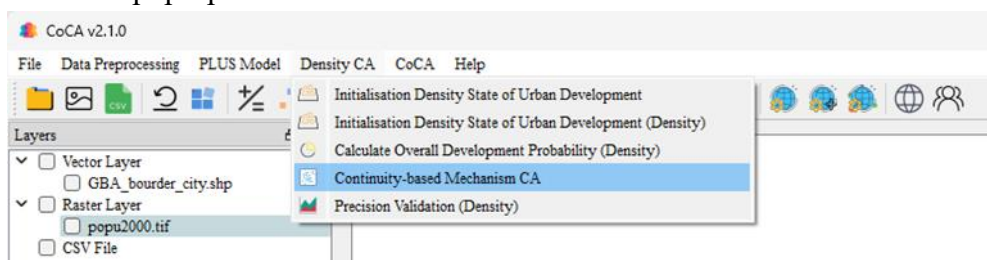 CoCA v2.1.0
File Data Preprocessing PLUS Model Density CA CoCA Help
CSV
Initialisation Density State of Urban Development
Initialisation Density State of Urban Development (Density)
Calculate Overall Development Probability (Density)
Continuity-based Mechanism CA
Precision Validation (Density)
Layers
Vector Layer
GBA_bourder_city.shp
Raster Layer
popu2000.tif
CSV File